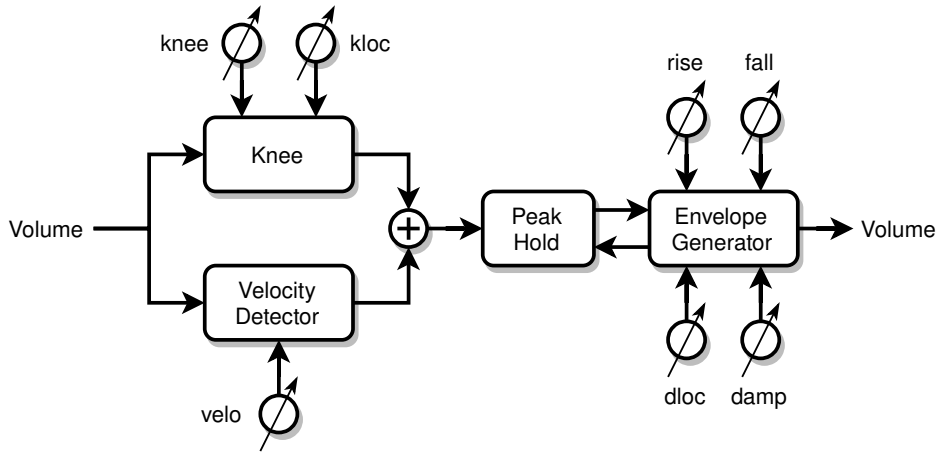 knee
kloc
rise
fall
Knee
Volume
Peak
Hold
Envelope
Generator
Volume
Velocity
Detector
velo
dloc
damp